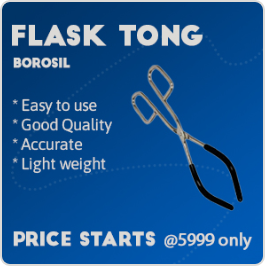 FLASK TONG
BOROSIL
* Easy to use
* Good Quality
* Accurate
* Light weight
PRICE STARTS @5999 only